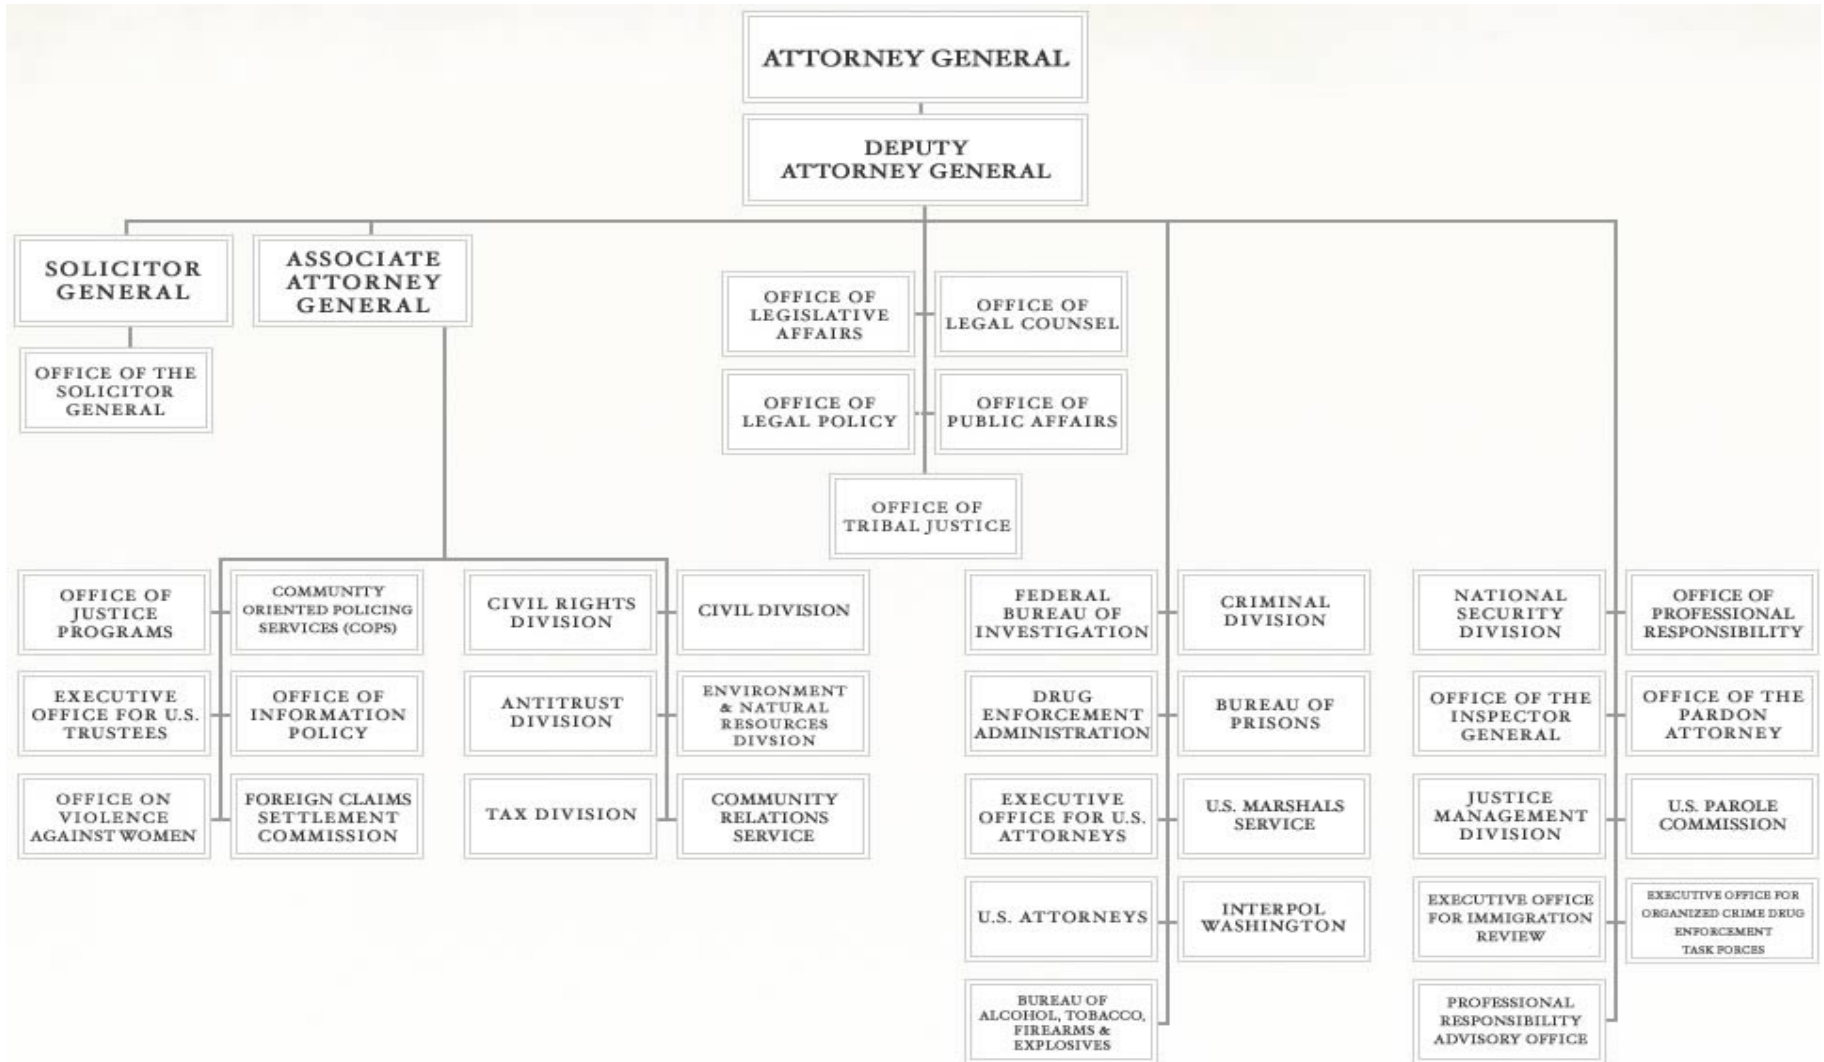 ATTORNEY GENERAL
DEPUTY
ATTORNEY GENERAL
SOLICITOR
GENERAL
ASSOCIATE
ATTORNEY
GENERAL
OFFICE OF THE
SOLICITOR
GENERAL
OFFICE OF
LEGISLATIVE
AFFAIRS
OFFICE OF
LEGAL COUNSEL
OFFICE OF
LEGAL POLICY
OFFICE OF
PUBLIC AFFAIRS
OFFICE OF
TRIBAL JUSTICE
OFFICE OF
JUSTICE
PROGRAMS
COMMUNITY
ORIENTED POLICING
SERVICES (COPS)
CIVIL RIGHTS
DIVISION
CIVIL DIVISION
FEDERAL
BUREAU OF
INVESTIGATION
CRIMINAL
DIVISION
NATIONAL
SECURITY
DIVISION
OFFICE OF
PROFESSIONAL
RESPONSIBILITY
EXECUTIVE
OFFICE FOR U.S.
TRUSTEES
OFFICE OF
INFORMATION
POLICY
ANTITRUST
DIVISION
ENVIRONMENT
& NATURAL
RESOURCES
DIVSION
DRUG
ENFORCEMENT
ADMINISTRATION
BUREAU OF
PRISONS
OFFICE OF THE
INSPECTOR
GENERAL
OFFICE OF THE
PARDON
ATTORNEY
OFFICE ON
VIOLENCE
AGAINST WOMEN
FOREIGN CLAIMS
SETTLEMENT
COMMISSION
TAX DIVISION
COMMUNITY
RELATIONS
SERVICE
EXECUTIVE
OFFICE FOR U.S.
ATTORNEYS
U.S. MARSHALS
SERVICE
JUSTICE
MANAGEMENT
DIVISION
U.S. PAROLE
COMMISSION
U.S. ATTORNEYS
INTERPOL
WASHINGTON
EXECUTIVE OFFICE
FOR IMMIGRATION
REVIEW
EXECUTIVE OFFICE FOR
ORGANIZED CRIME DRUG
ENFORCEMENT
TASK FORCES
BUREAU OF
ALCOHOL, TOBACCO,
FIREARMS &
EXPLOSIVES
PROFESSIONAL
RESPONSIBILITY
ADVISORY OFFICE